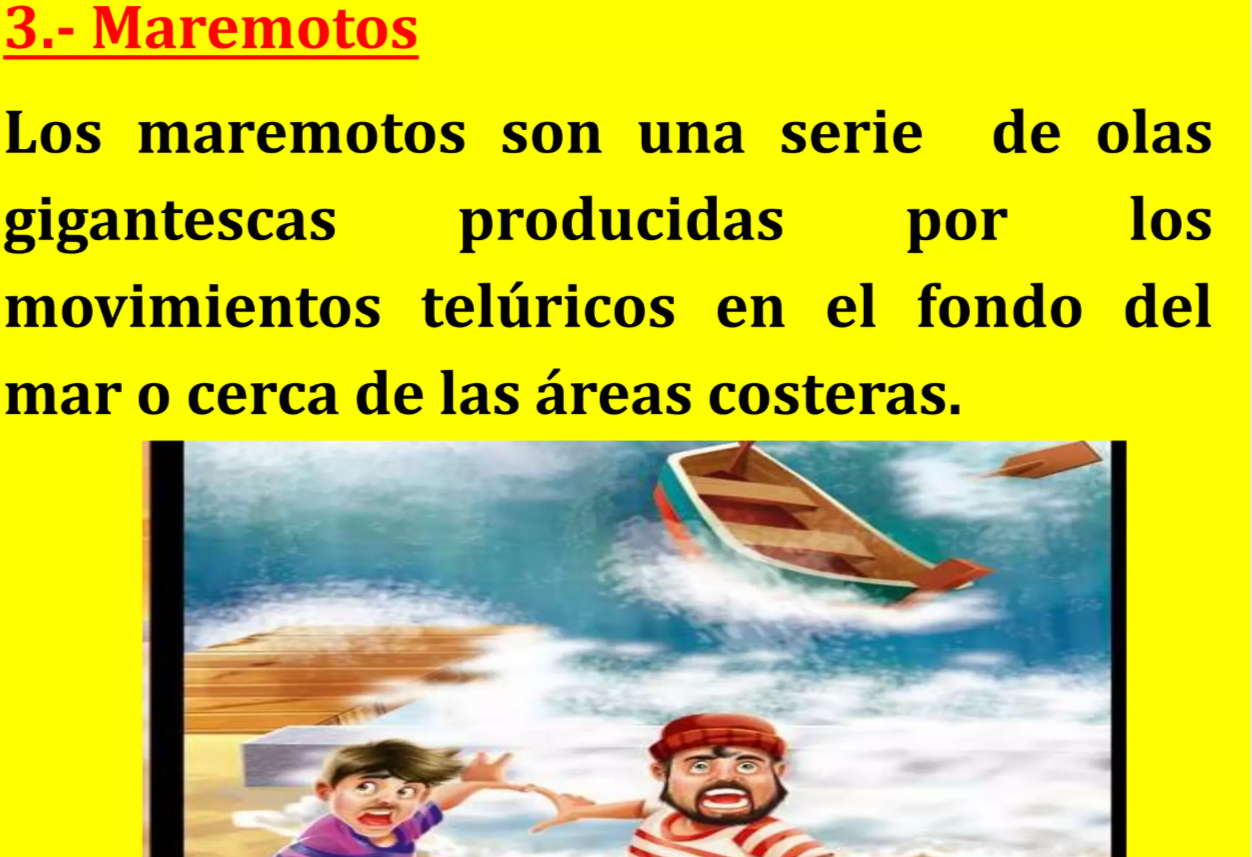 3.- Maremotos
Los maremotos son una serie de olas
gigantescas producidas por los
movimientos telúricos en el fondo del
mar o cerca de las áreas costeras.